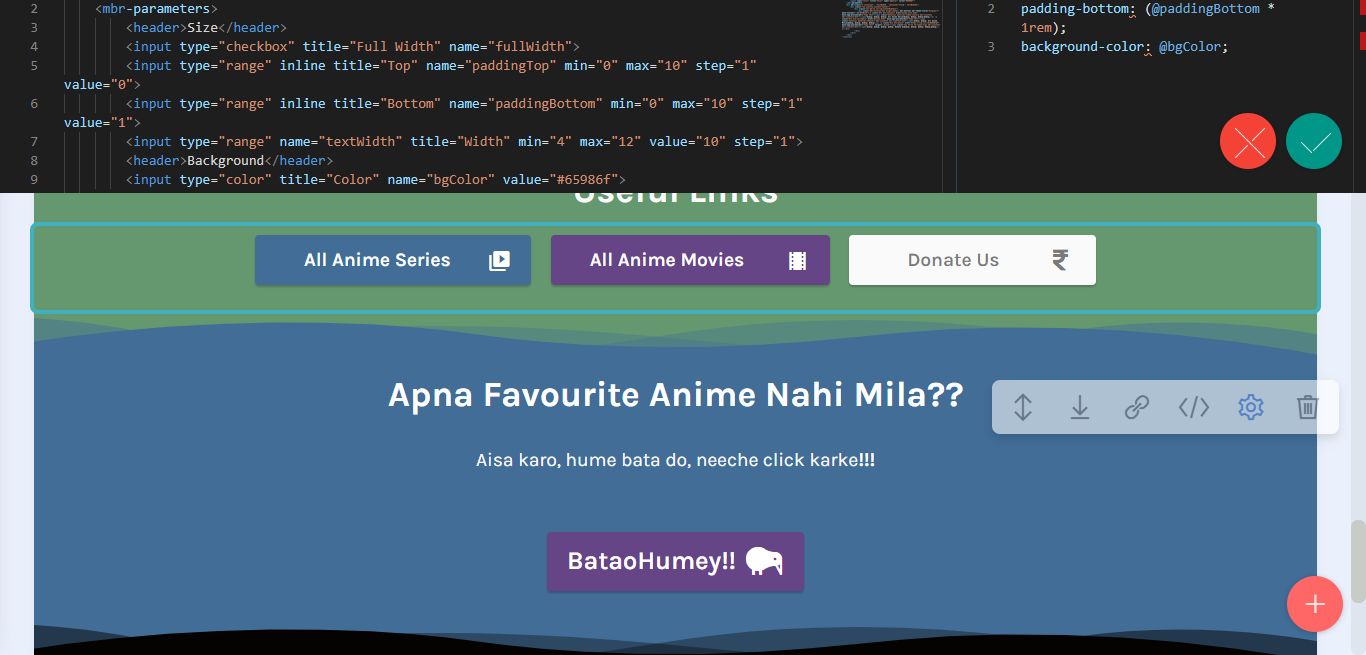 2 <mbr-parameters>
3 <header>Size</header>
4 <input type="checkbox" title="Full Width" name="fullWidth">
5 <input type="range" inline title="Top" name="paddingTop" min="0" max="10" step="1"
value="0">
6 <input type="range" inline title="Bottom" name="paddingBottom" min="0" max="10" step="1"
value="1">
7 <input type="range" name="textWidth" title="Width" min="4" max="12" value="10" step="1">
8 <header>Background</header>
9 <input type="color" title="Color" name="bgColor" value="#65986f">
2 padding-bottom: (@paddingBottom *
1rem);
3 background-color: @bgColor;
Useful Links
All Anime Series
All Anime Movies
Donate Us ₹
Apna Favourite Anime Nahi Mila??
Aisa karo, hume bata do, neeche click karke!!!
BataoHumey!!